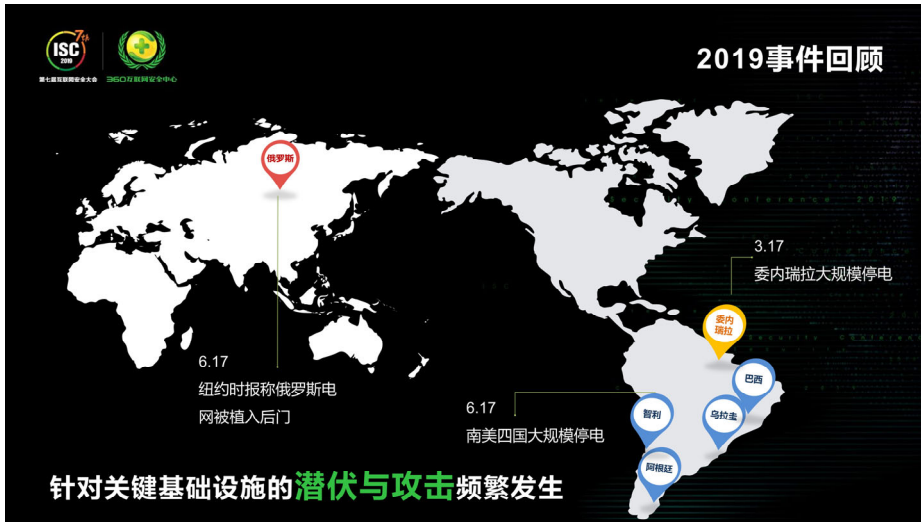 7th
ISC
2019
第七届互联网安全大会
360互联网安全中心
2019事件回顾
俄罗斯
3.17
委内瑞拉大规模停电
委内
瑞拉
巴西
6.17
纽约时报称俄罗斯电
网被植入后门
6.17
南美四国大规模停电
智利
乌拉圭
阿根廷
针对关键基础设施的潜伏与攻击频繁发生